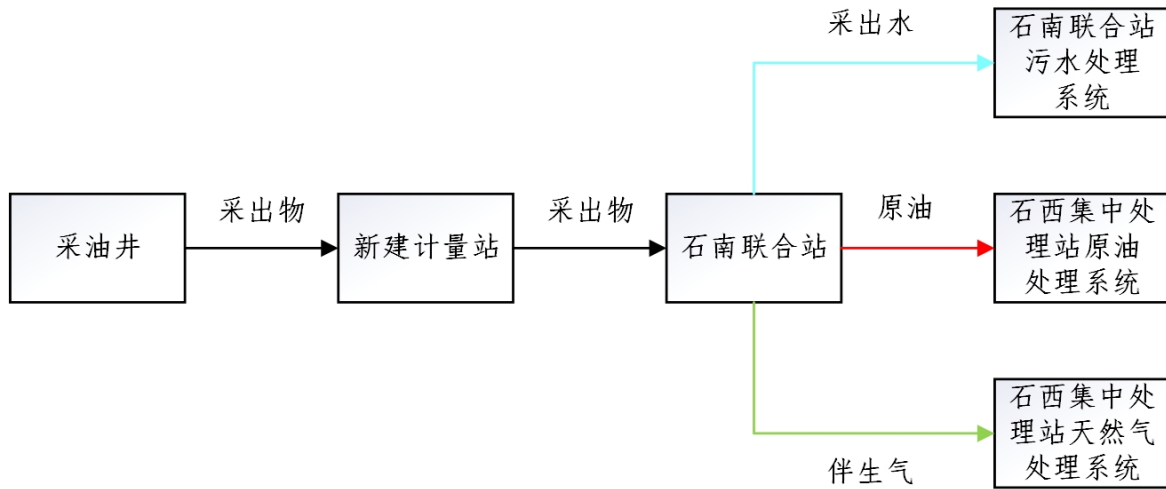 采出水
石南联合站
污水处理
系统
采油井
采出物
新建计量站
采出物
石南联合站
原油
石西集中处
理站原油
处理系统
伴生气
石西集中处
理站天然气
处理系统